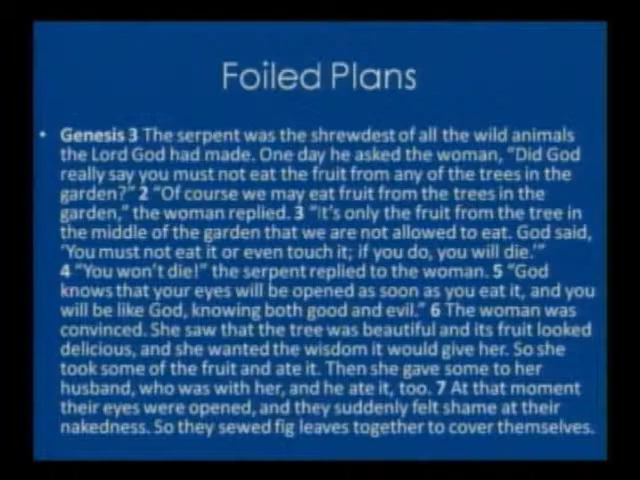 Foiled Plans
• Genesis 3 The serpent was the shrewdest of all the wild animals
the Lord God had made. One day he asked the woman, “Did God
really say you must not eat the fruit from any of the trees in the
garden?” 2 “Of course we may eat fruit from the trees in the
garden,” the woman replied. 3 “It’s only the fruit from the tree in
the middle of the garden that we are not allowed to eat. God said,
‘You must not eat it or even touch it; if you do, you will die.’”
4 “You won’t die!” the serpent replied to the woman. 5 “God
knows that your eyes will be opened as soon as you eat it, and you
will be like God, knowing both good and evil.” 6 The woman was
convinced. She saw that the tree was beautiful and its fruit looked
delicious, and she wanted the wisdom it would give her. So she
took some of the fruit and ate it. Then she gave some to her
husband, who was with her, and he ate it, too. 7 At that moment
their eyes were opened, and they suddenly felt shame at their
nakedness. So they sewed fig leaves together to cover themselves.